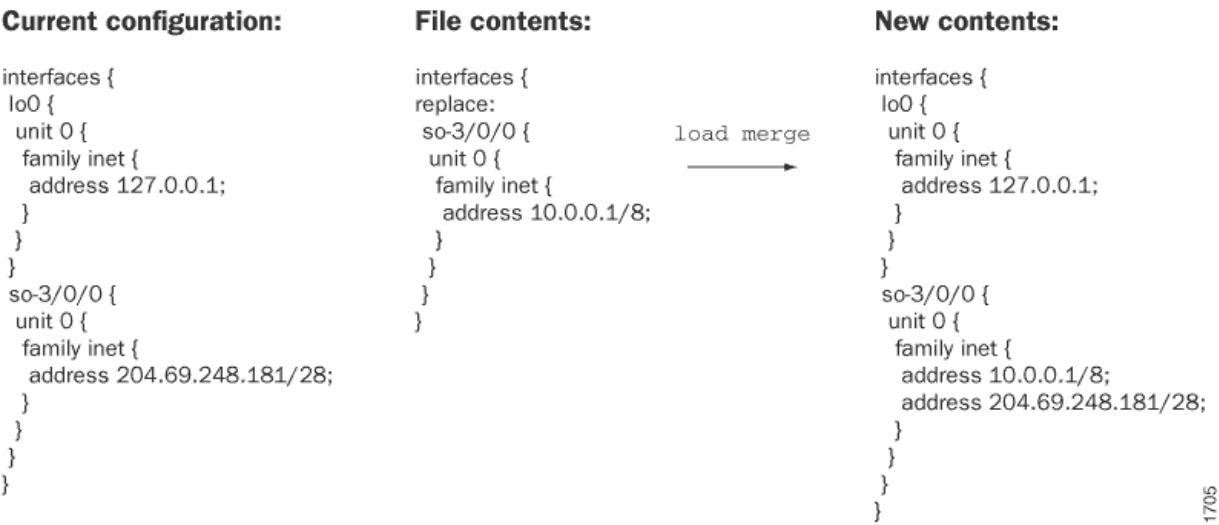 Current configuration:
interfaces {
lo0 {
unit 0 {
family inet {
address 127.0.0.1;
}
}
}
so-3/0/0 {
unit 0 {
family inet {
address 204.69.248.181/28;
}
}
}
}
File contents:
interfaces {
replace:
so-3/0/0 {
unit 0 {
family inet {
address 10.0.0.1/8;
}
}
}
}
load merge
New contents:
interfaces {
lo0 {
unit 0 {
family inet {
address 127.0.0.1;
}
}
}
so-3/0/0 {
unit 0 {
family inet {
address 10.0.0.1/8;
address 204.69.248.181/28;
}
}
}
}
1705